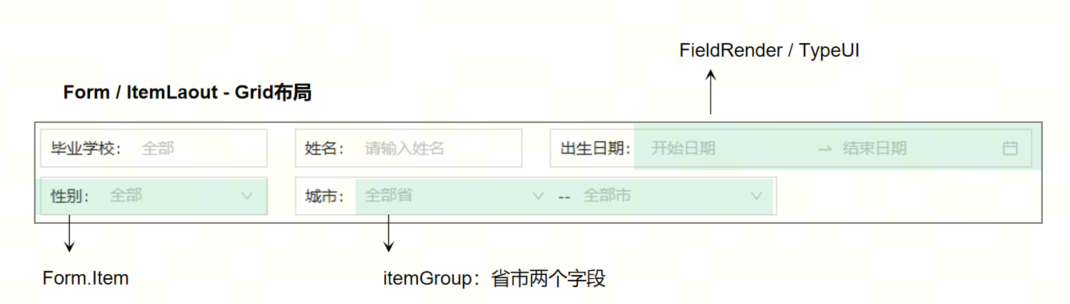 FieldRender / TypeUI
Form / ItemLaout - Grid布局
毕业学校： 全部 姓名： 请输入姓名 出生日期： 开始日期 → 结束日期
性别： 全部 城市： 全部省 -- 全部市
Form.Item itemGroup：省市两个字段